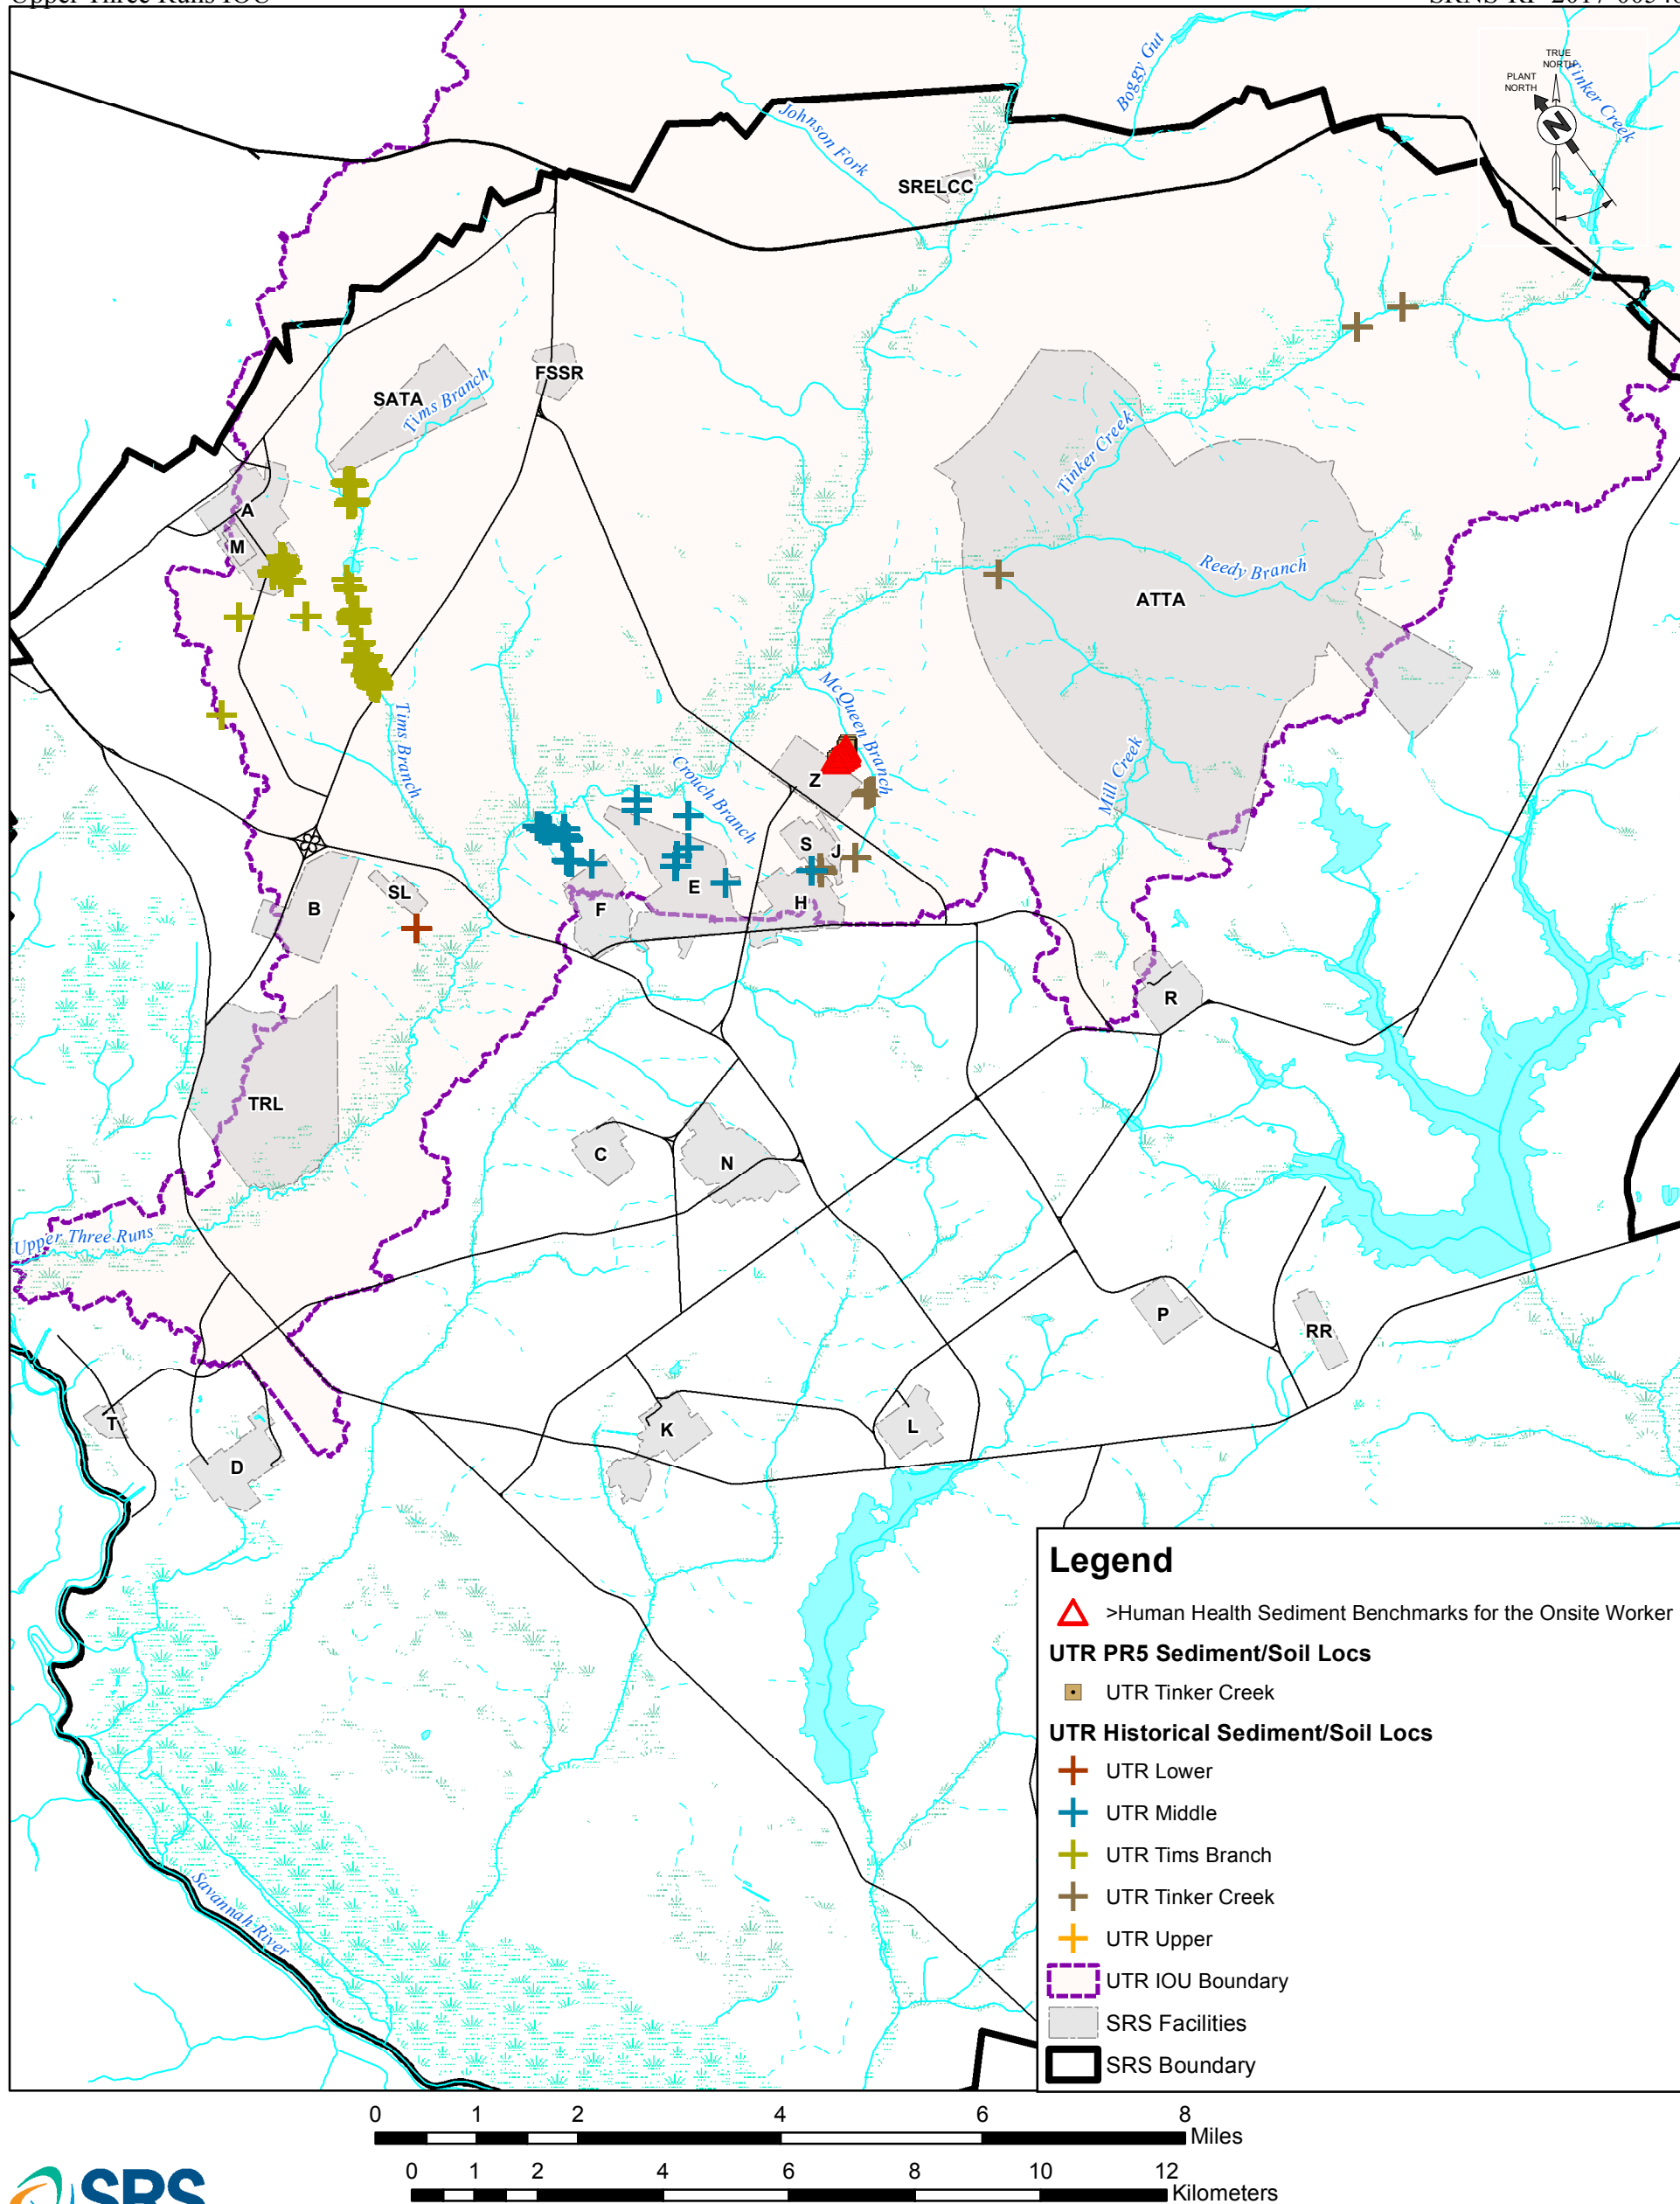 Upper Three Runs IOU
TRUE
NORTH
PLANT
NORTH
N
Tinker Creek
Boggy Gut
Johnson Fork
SRELCC
FSSR
SATA
Tims Branch
A
M
Tinker Creek
Reedy Branch
ATTA
McQueen Branch
Tims Branch
Crouch Branch
Z
Mill Creek
S
J
E
H
F
SL
B
R
TRL
C
N
Upper Three Runs
P
RR
T
K
L
D
Savannah River
Legend
>Human Health Sediment Benchmarks for the Onsite Worker
UTR PR5 Sediment/Soil Locs
UTR Tinker Creek
UTR Historical Sediment/Soil Locs
UTR Lower
UTR Middle
UTR Tims Branch
UTR Tinker Creek
UTR Upper
UTR IOU Boundary
SRS Facilities
SRS Boundary
0 1 2 4 6 8
Miles
0 1 2 4 6 8 10 12
Kilometers
SRS